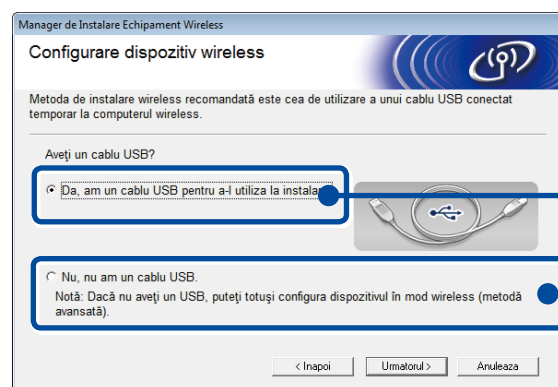 Manager de Instalare Echipament Wireless
Configurare dispozitiv wireless
Metoda de instalare wireless recomandată este cea de utilizare a unui cablu USB conectat
temporar la computerul wireless.
Aveţi un cablu USB?
Da, am un cablu USB pentru a-l utiliza la
Nu, nu am un cablu USB.
Notă: Dacă nu aveţi un USB, puteţi totuşi configura dispozitivul în mod wireless (metodă
avansată).
< Inapoi
Urmatorul >
Anuleaza